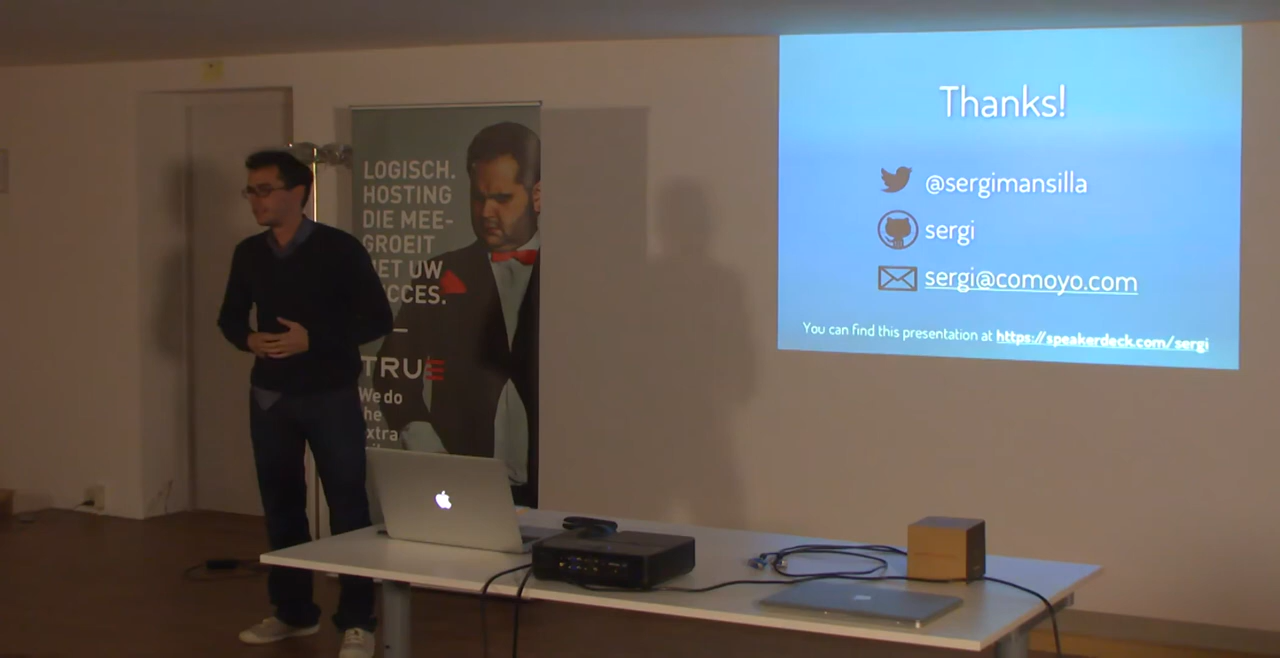 LOGISCH.
HOSTING
DIE MEE-
GROEIT
MET UW
CCES.
TRUE
We do
the
extra
Thanks!
@sergimansilla
sergi
sergi@comoyo.com
You can find this presentation at https://speakerdeck.com/sergi